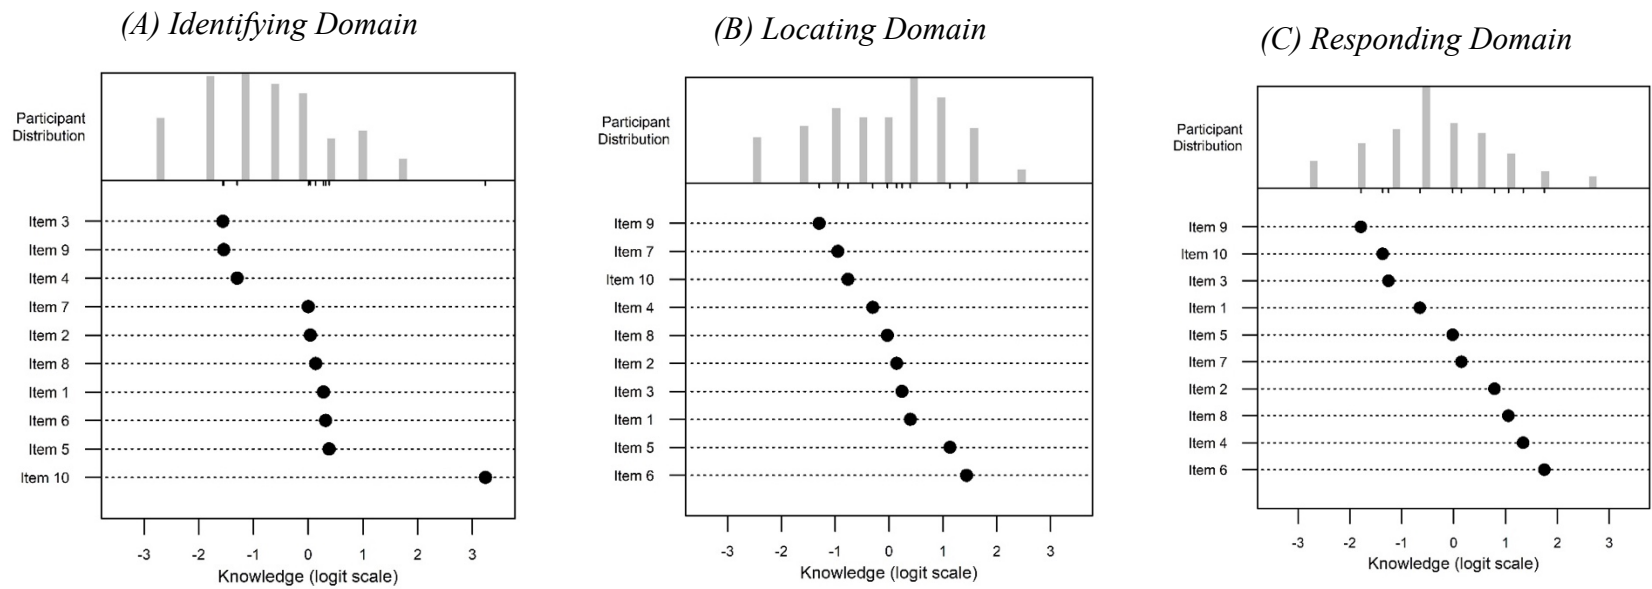 (A) Identifying Domain
Participant
Distribution
Item 3
Item 9
Item 4
Item 7
Item 2
Item 8
Item 1
Item 6
Item 5
Item 10
-3 -2 -1 0 1 2 3
Knowledge (logit scale)
(B) Locating Domain
Participant
Distribution
Item 9
Item 7
Item 10
Item 4
Item 8
Item 2
Item 3
Item 1
Item 5
Item 6
-3 -2 -1 0 1 2 3
Knowledge (logit scale)
(C) Responding Domain
Participant
Distribution
Item 9
Item 10
Item 3
Item 1
Item 5
Item 7
Item 2
Item 8
Item 4
Item 6
-3 -2 -1 0 1 2 3
Knowledge (logit scale)